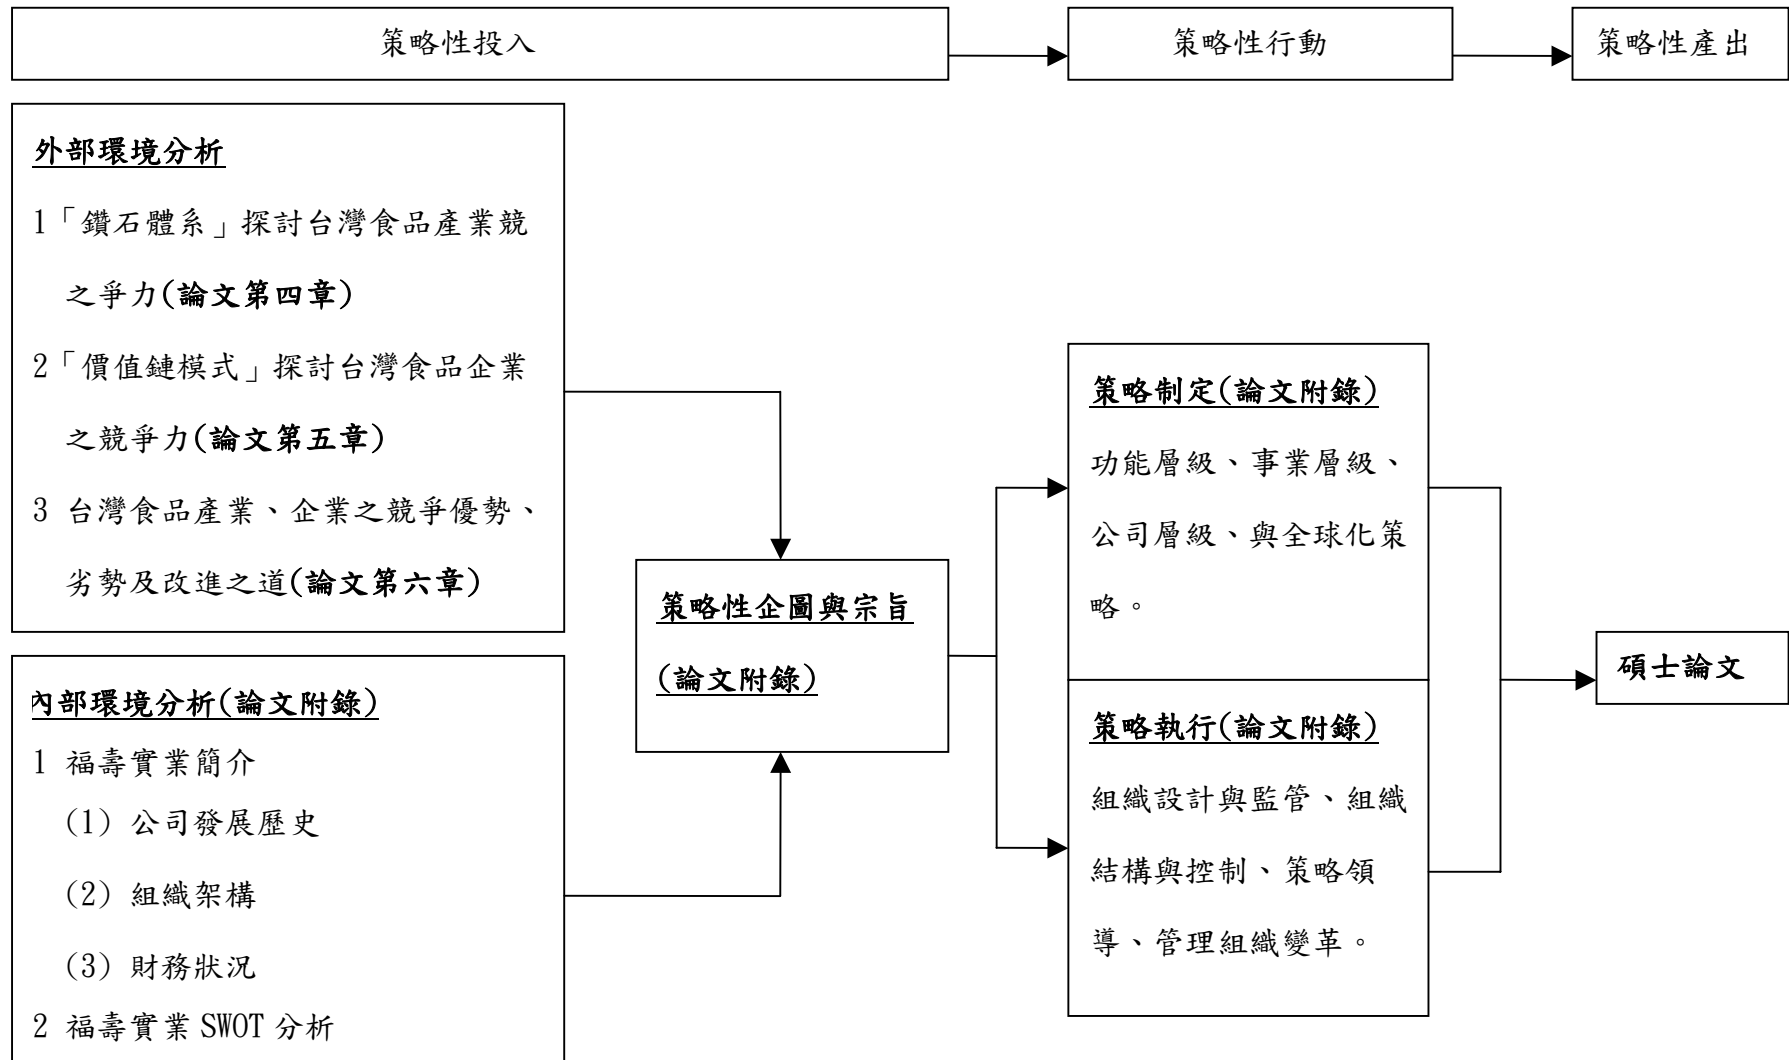 策略性投入
策略性行動
策略性產出
外部環境分析
1「鑽石體系」探討台灣食品產業競
之爭力(論文第四章)
2「價值鏈模式」探討台灣食品企業
之競爭力(論文第五章)
3 台灣食品產業、企業之競爭優勢、
劣勢及改進之道(論文第六章)
內部環境分析(論文附錄)
1 福壽實業簡介
(1) 公司發展歷史
(2) 組織架構
(3) 財務狀況
2 福壽實業 SWOT 分析
策略性企圖與宗旨
(論文附錄)
策略制定(論文附錄)
功能層級、事業層級、
公司層級、與全球化策
略。
策略執行(論文附錄)
組織設計與監管、組織
結構與控制、策略領
導、管理組織變革。
碩士論文